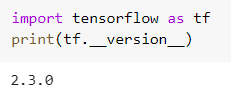 import tensorflow as tf
print(tf.__version__)
2.3.0